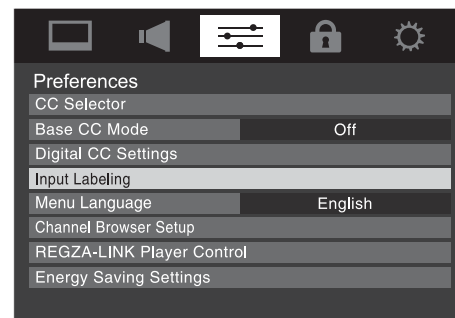 Preferences
CC Selector
Base CC Mode Off
Digital CC Settings
Input Labeling
Menu Language English
Channel Browser Setup
REGZA-LINK Player Control
Energy Saving Settings